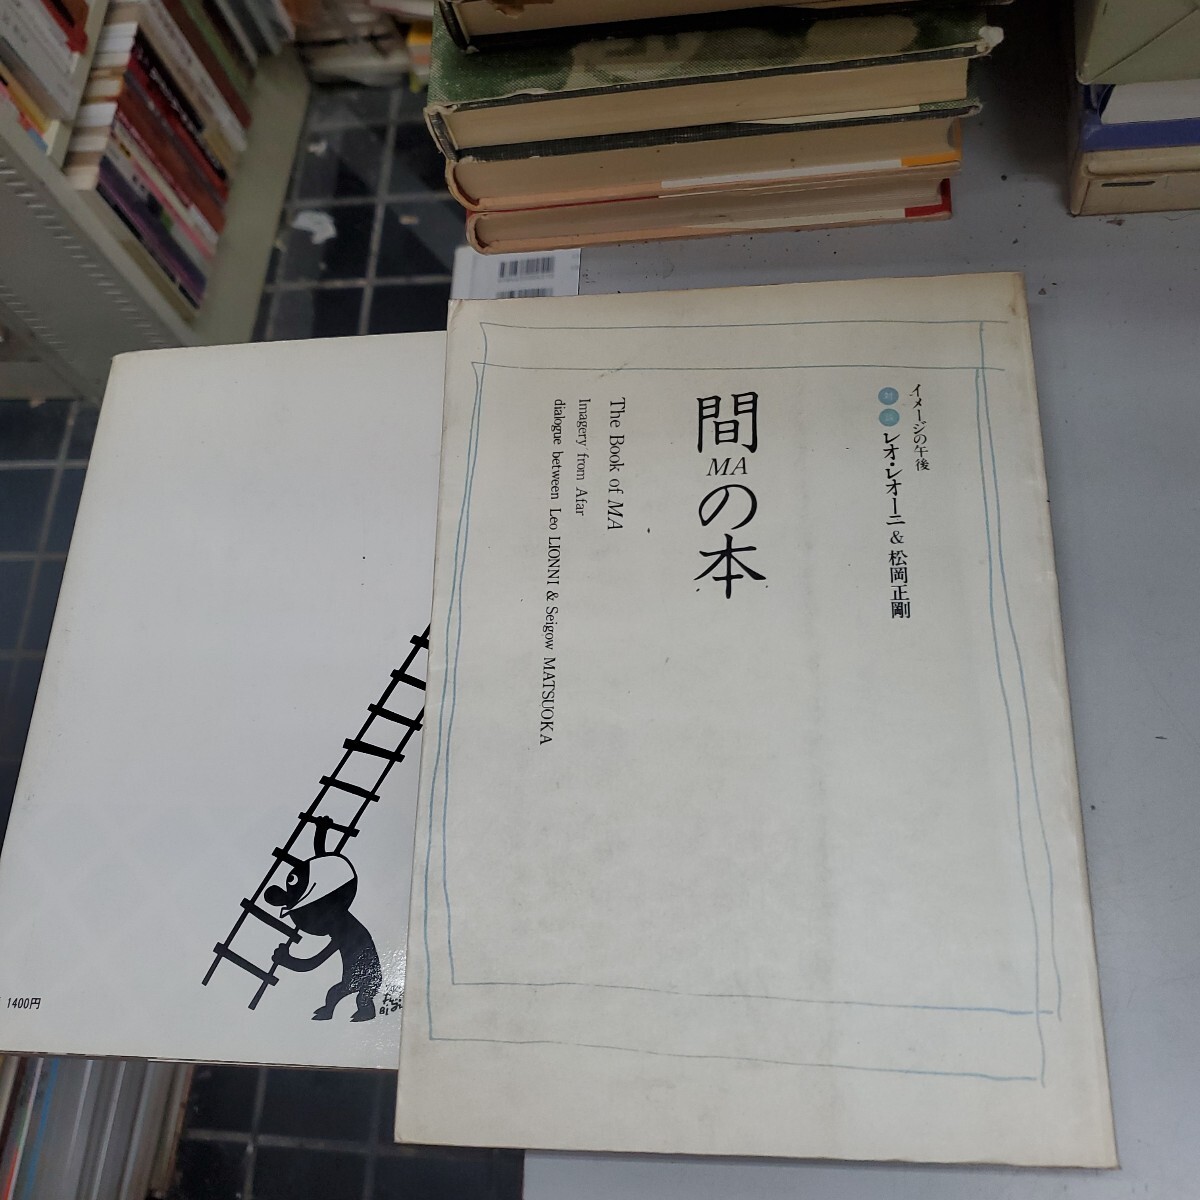 イメージの午後
対話 レオ・レオーニ & 松岡正剛
間の本
MA
The Book of MA
Imagery from Afar
dialogue between Leo LIONNI & Seigow MATSUOKA
1400円